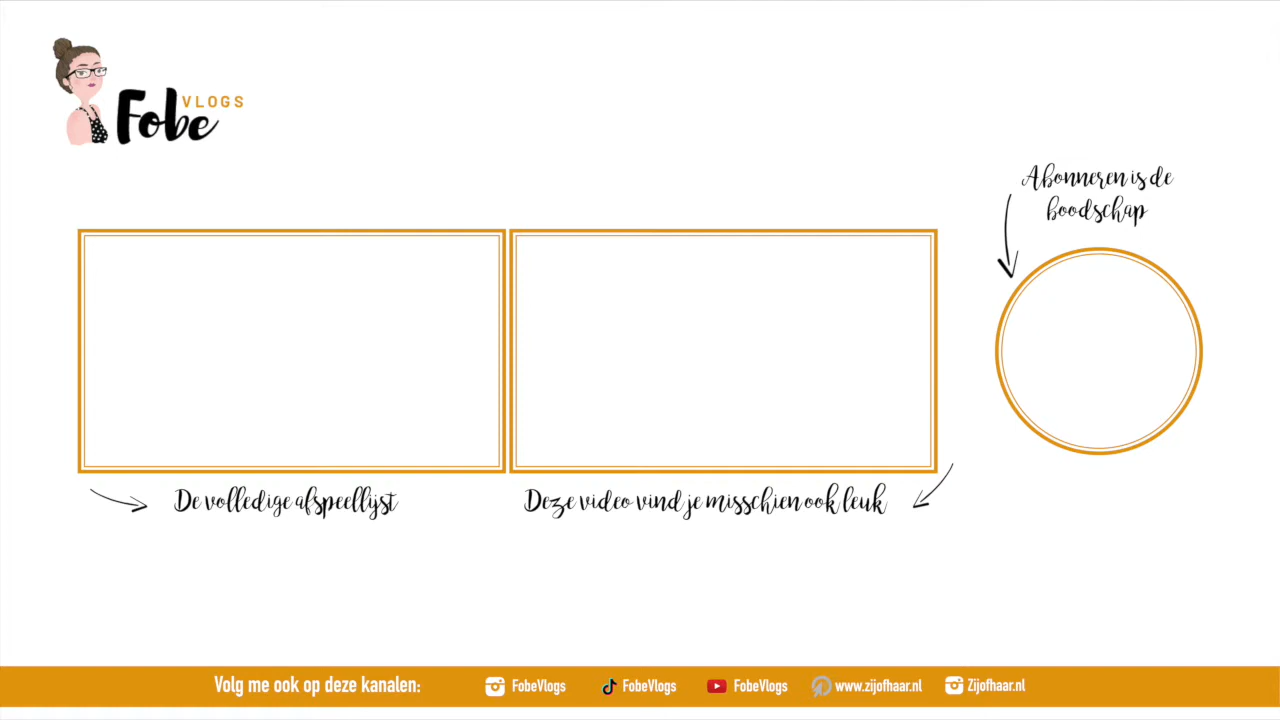 VLOGS
Fobe
Abonneren is de
boodschap
De volledige afspeellijst
Deze video vind je misschien ook leuk
Volg me ook op deze kanalen: FobeVlogs FobeVlogs FobeVlogs www.zijofhaar.nl Zijofhaar.nl